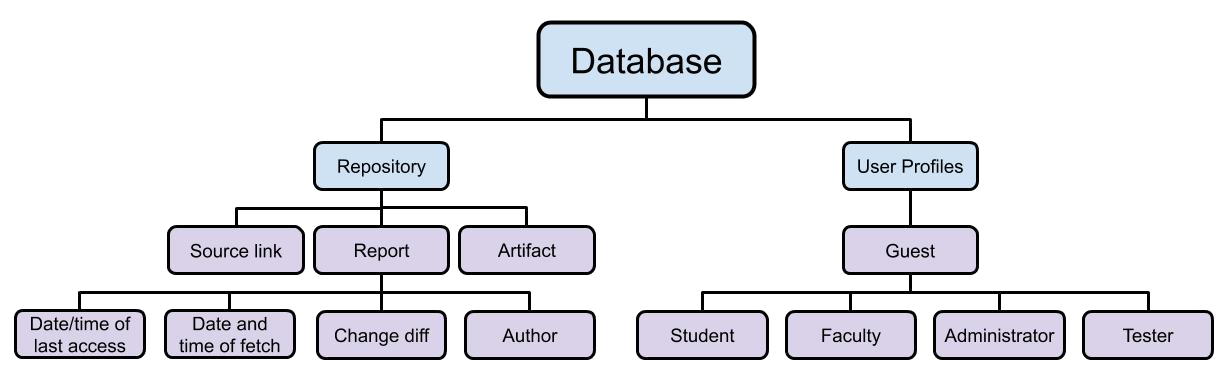 Database
Repository
User Profiles
Source link
Report
Artifact
Guest
Date/time of
last access
Date and
time of fetch
Change diff
Author
Student
Faculty
Administrator
Tester